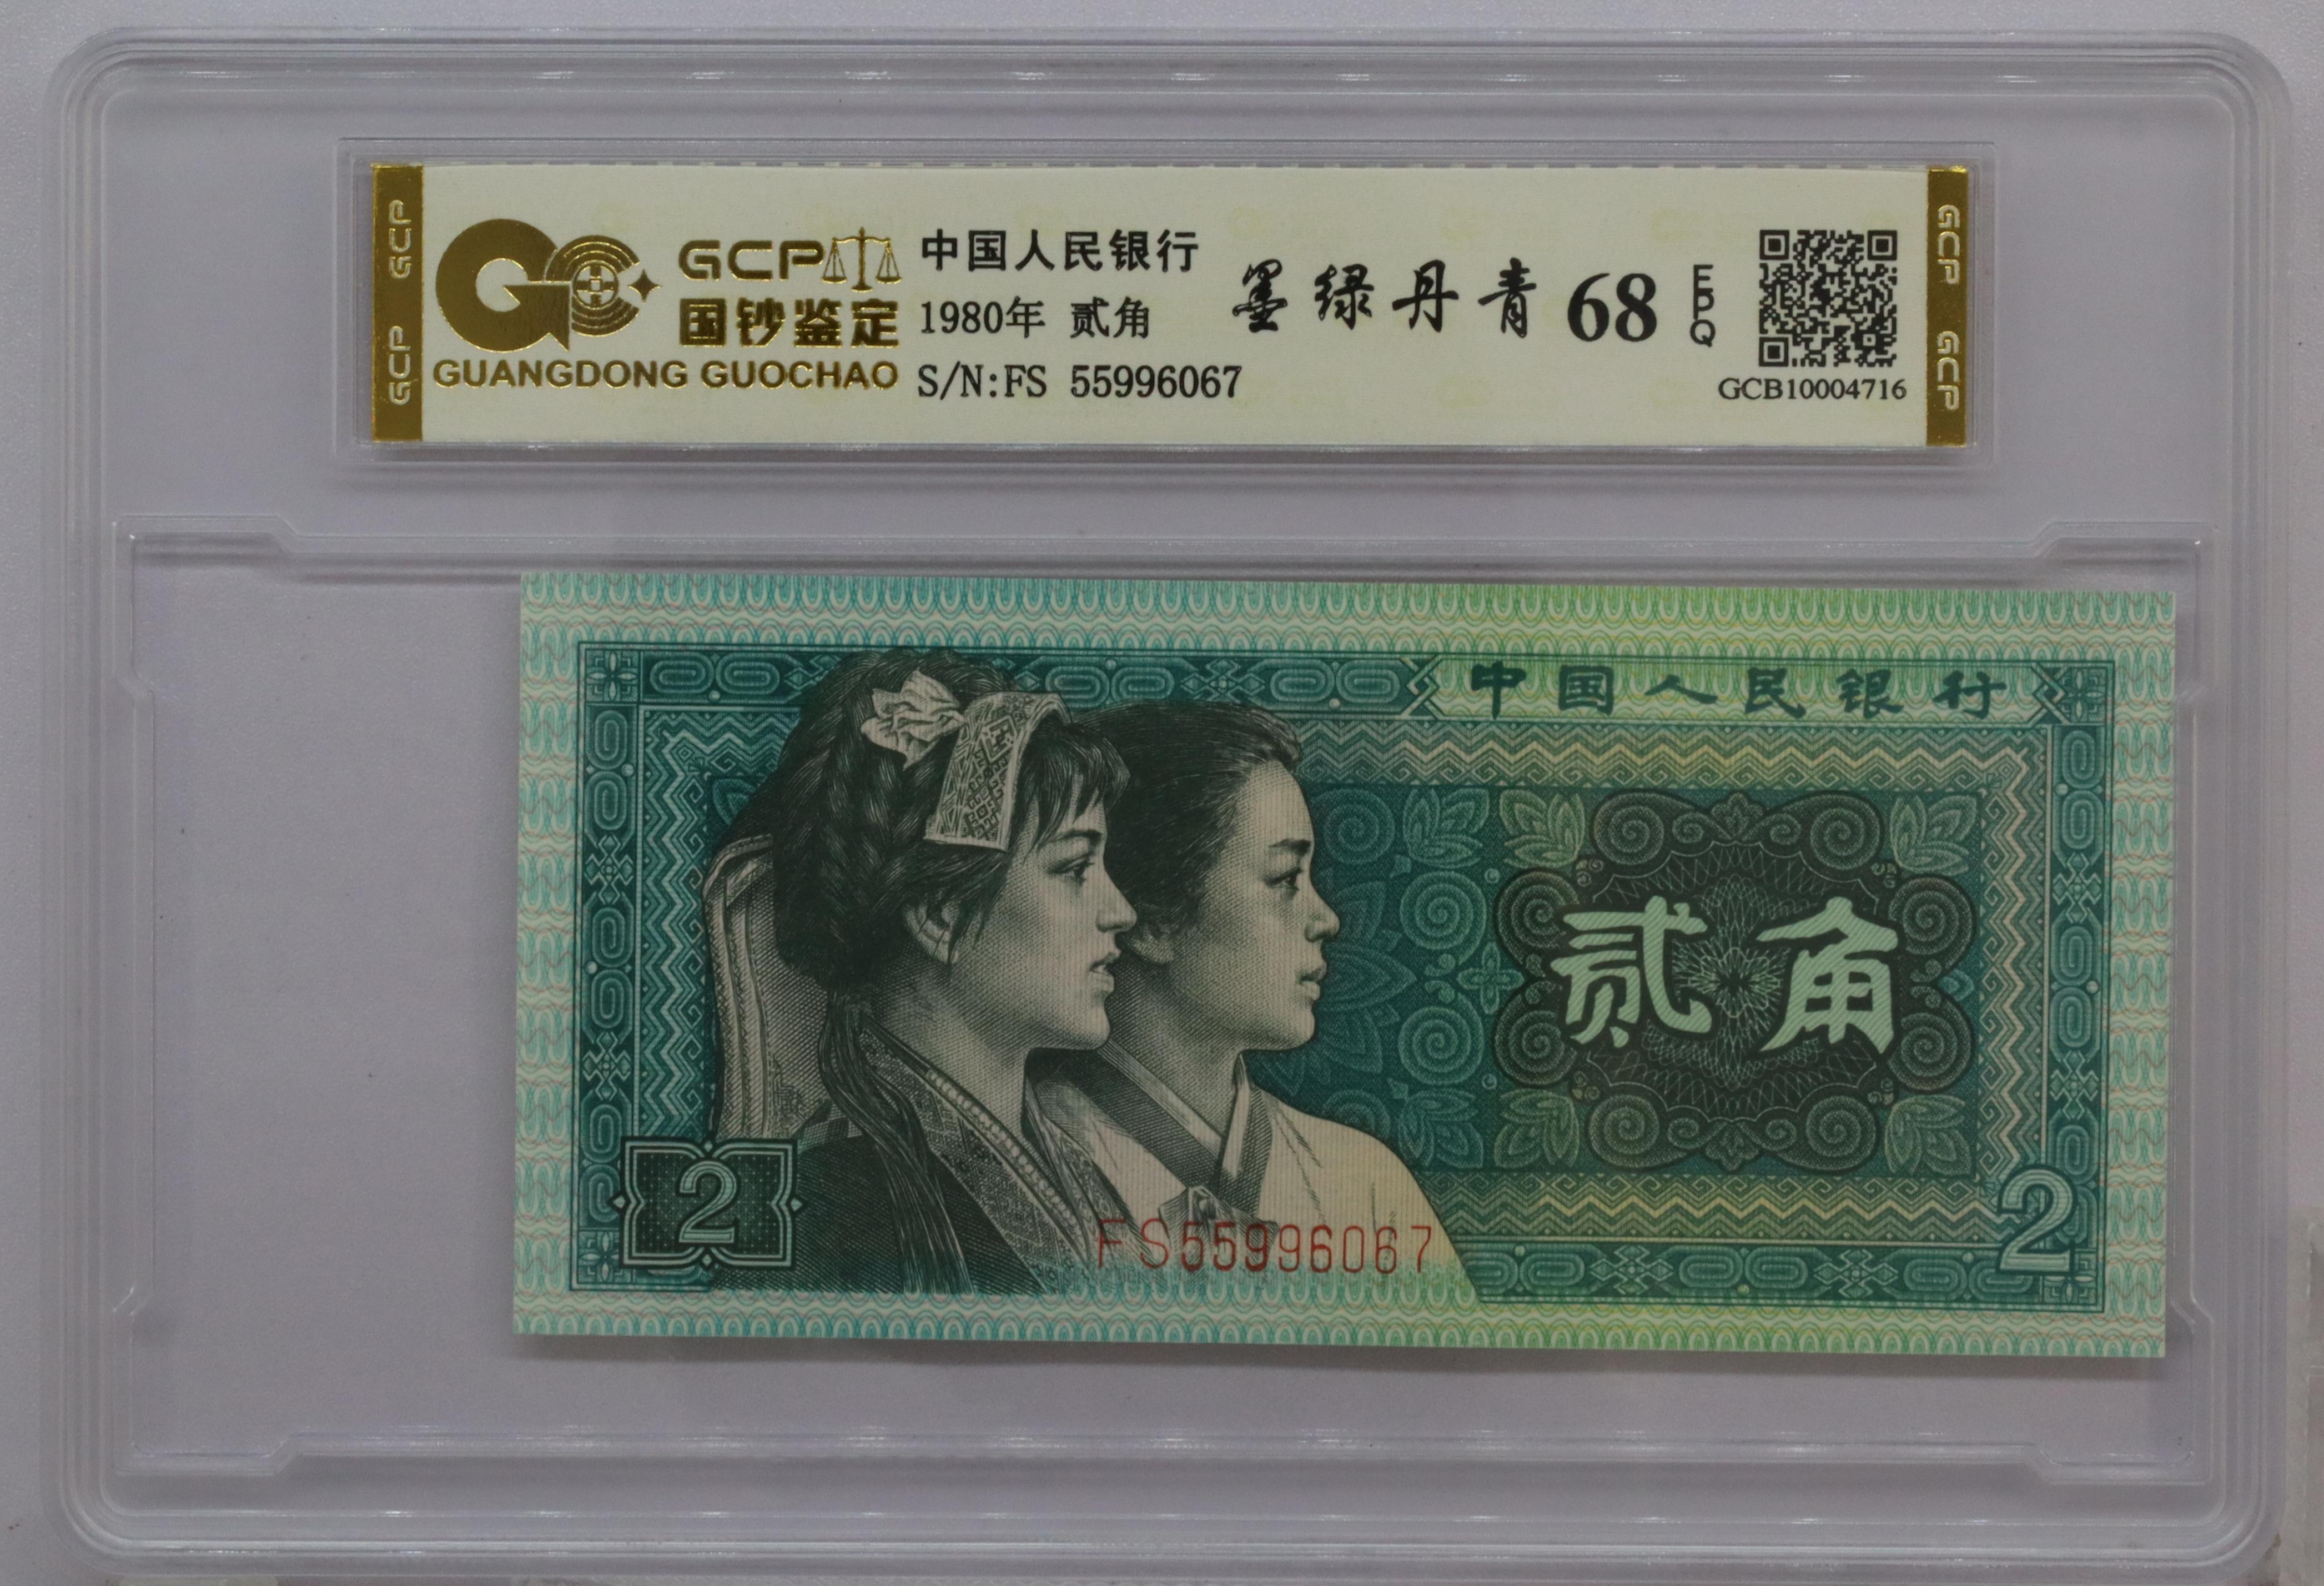 GCP
GCP
GCP
国钞鉴定
GUANGDONG GUOCHAO
中国人民银行
1980年 贰角
S/N:FS 55996067
墨绿丹青 68 EPQ
GCB10004716
GCP
GCP
中国人民银行
贰角
2
FS55996067
2